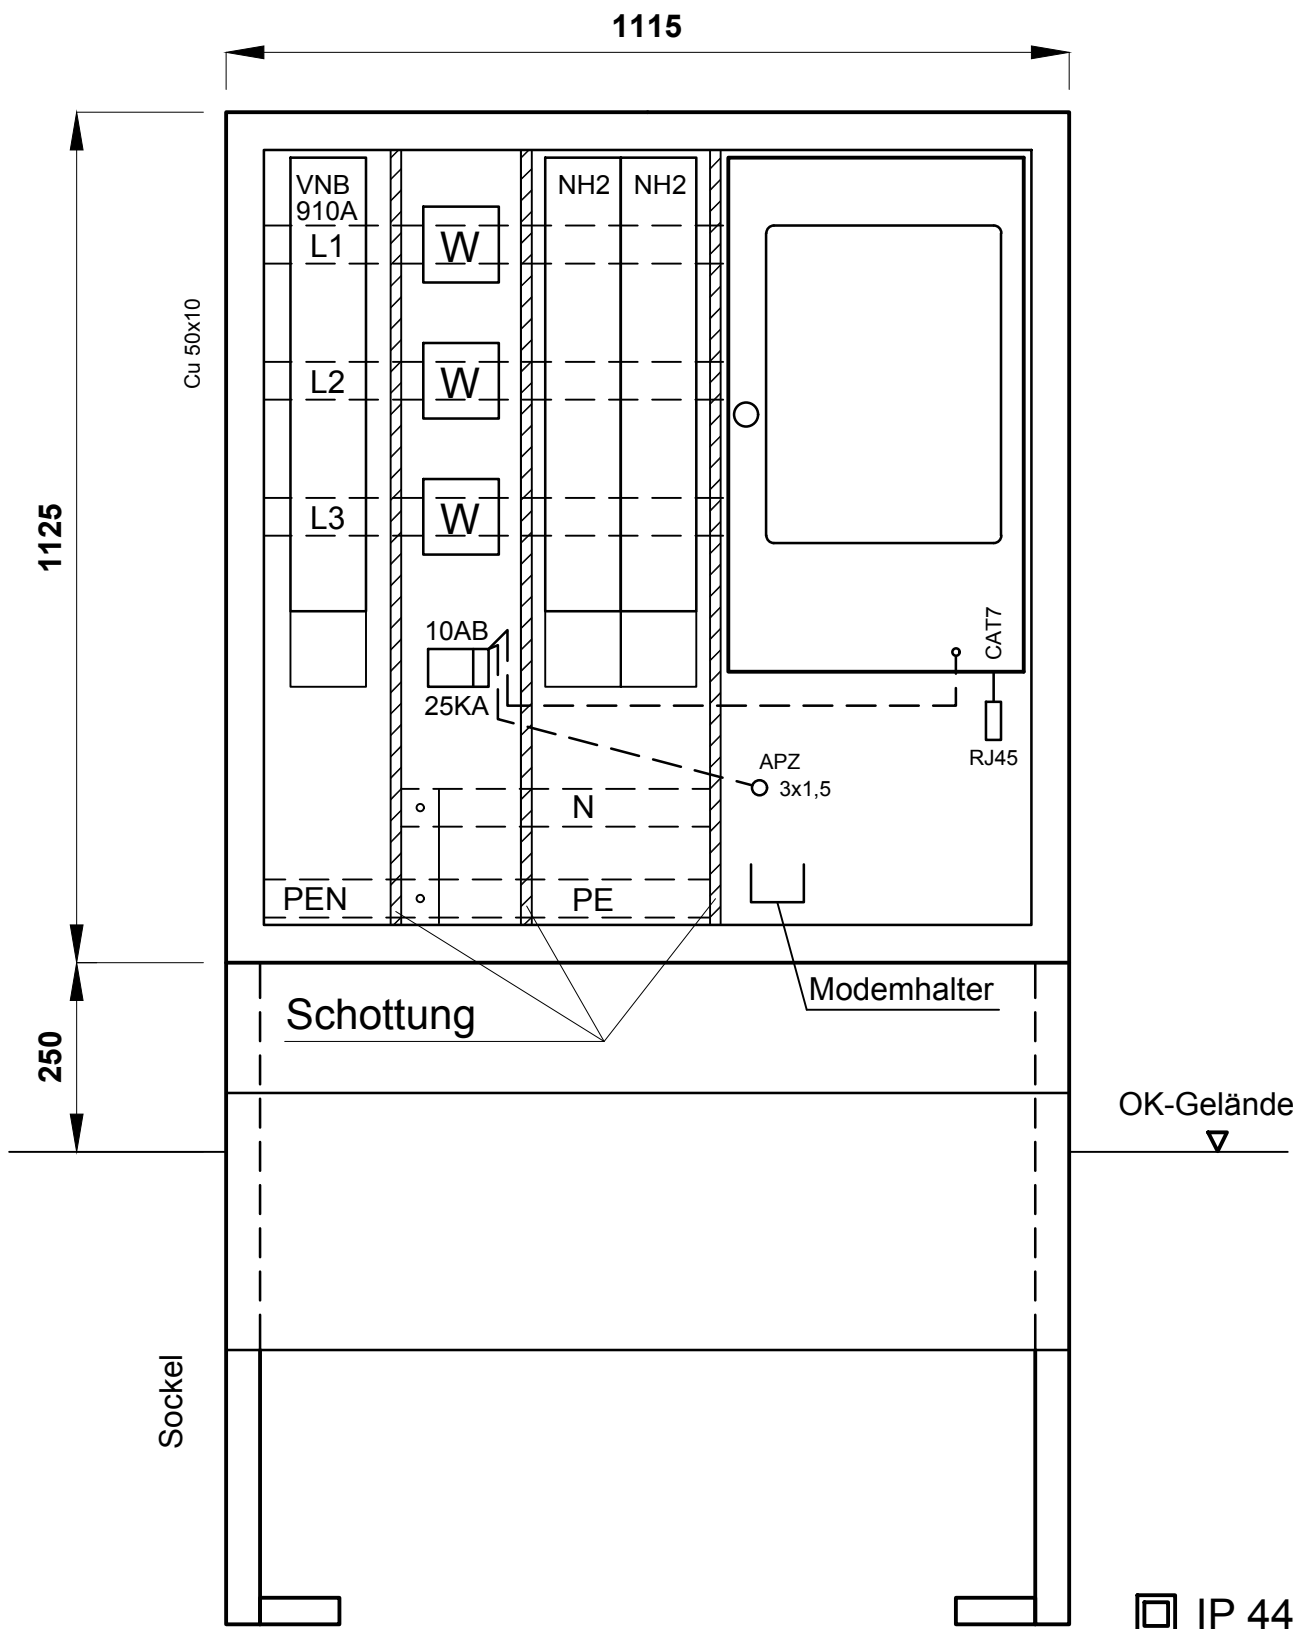 1115
VNB
910A
NH2
NH2
L1
W
Cu 50x10
L2
W
L3
W
1125
10AB
25KA
CAT7
RJ45
APZ
3x1,5
N
PEN
PE
Schottung
Modemhalter
250
OK-Gelände
Sockel
IP 44